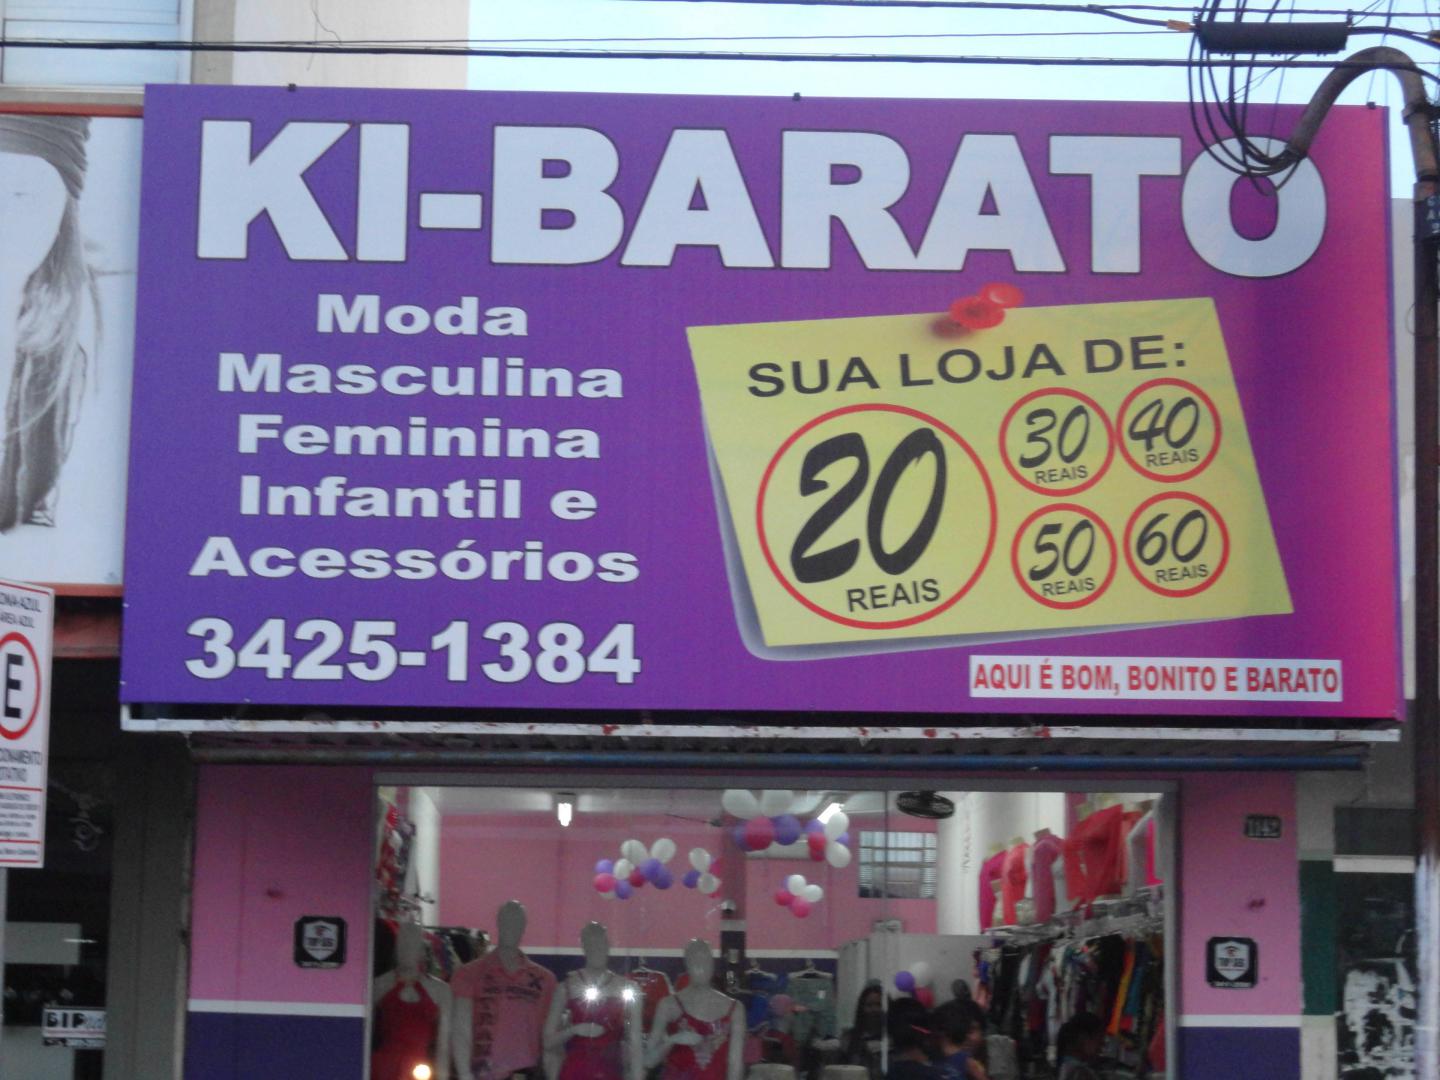 KI-BARATO
Moda
Masculina
Feminina
Infantil e
Acessórios
3425-1384
SUA LOJA DE:
20
REAIS
30
REAIS
40
REAIS
50
REAIS
60
REAIS
AQUI É BOM, BONITO E BARATO
E
1142